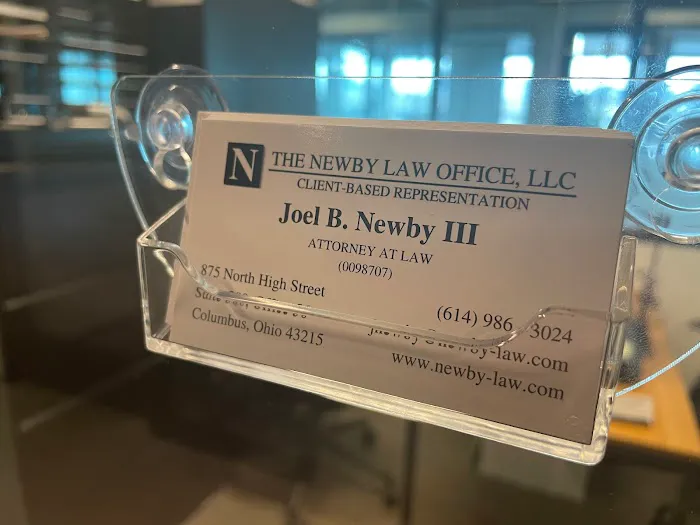 N THE NEWBY LAW OFFICE, LLC
CLIENT-BASED REPRESENTATION
Joel B. Newby III
ATTORNEY AT LAW
(0098707)
875 North High Street
(614) 986 3024
Columbus, Ohio 43215
www.newby-law.com